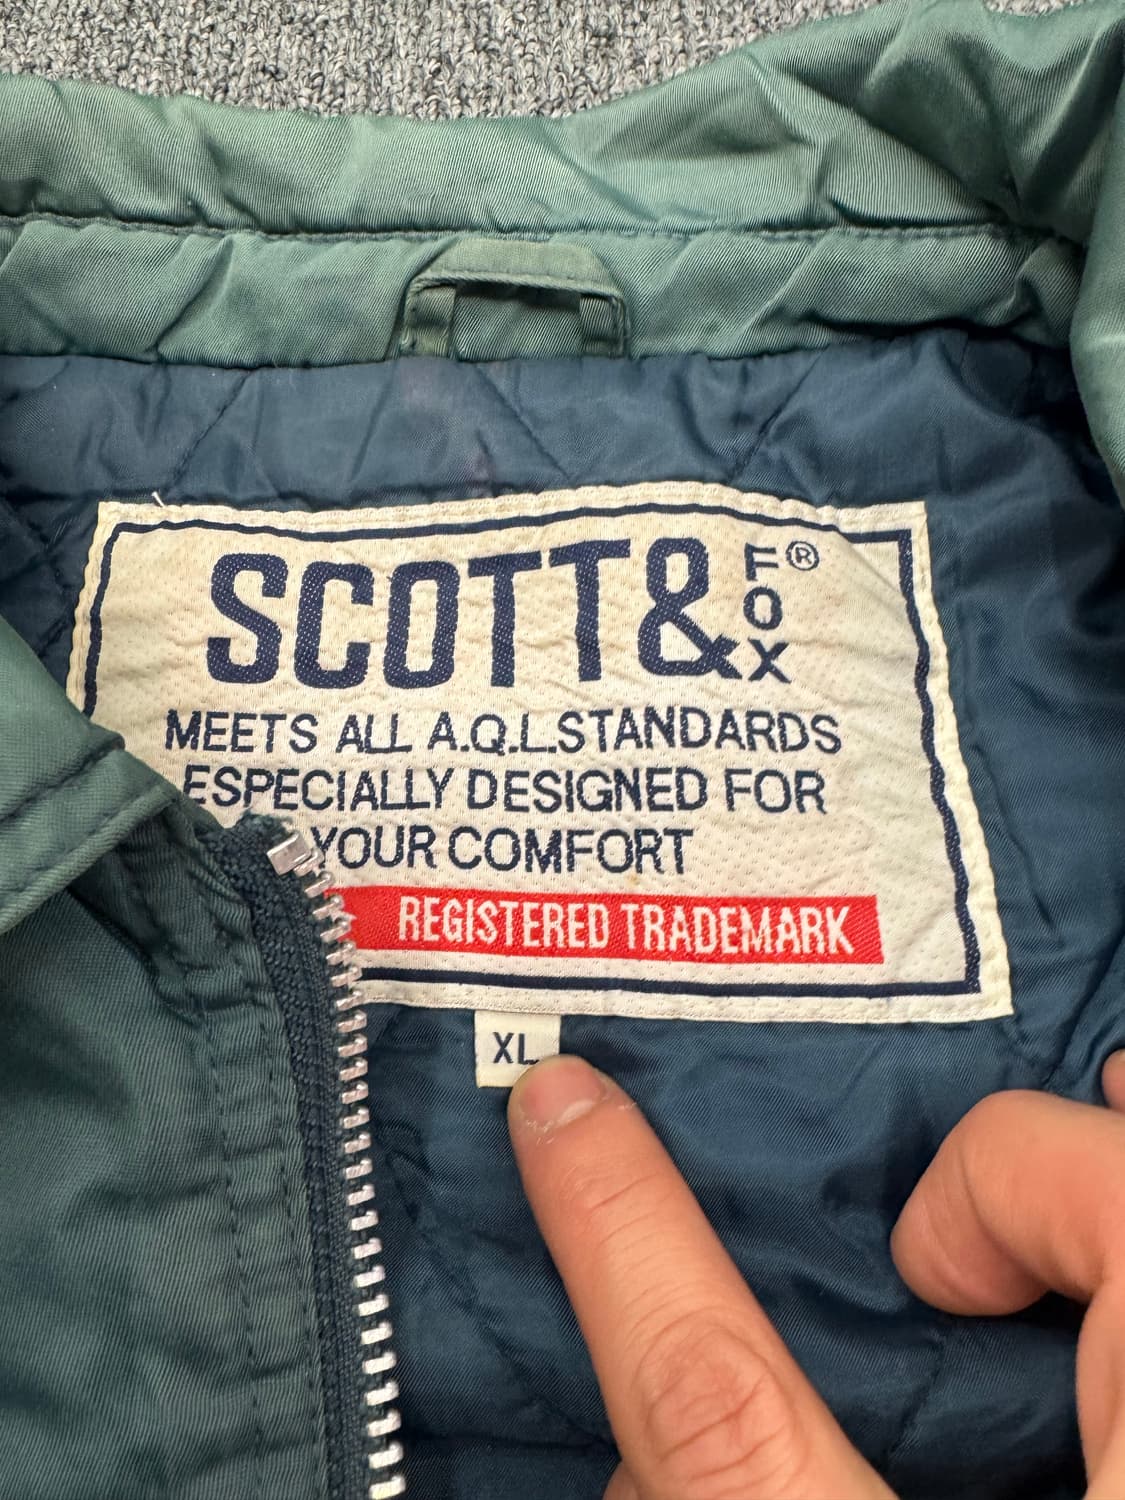 SCOTT& FOX®
MEETS ALL A.Q.L.STANDARDS
ESPECIALLY DESIGNED FOR
YOUR COMFORT
REGISTERED TRADEMARK
XL